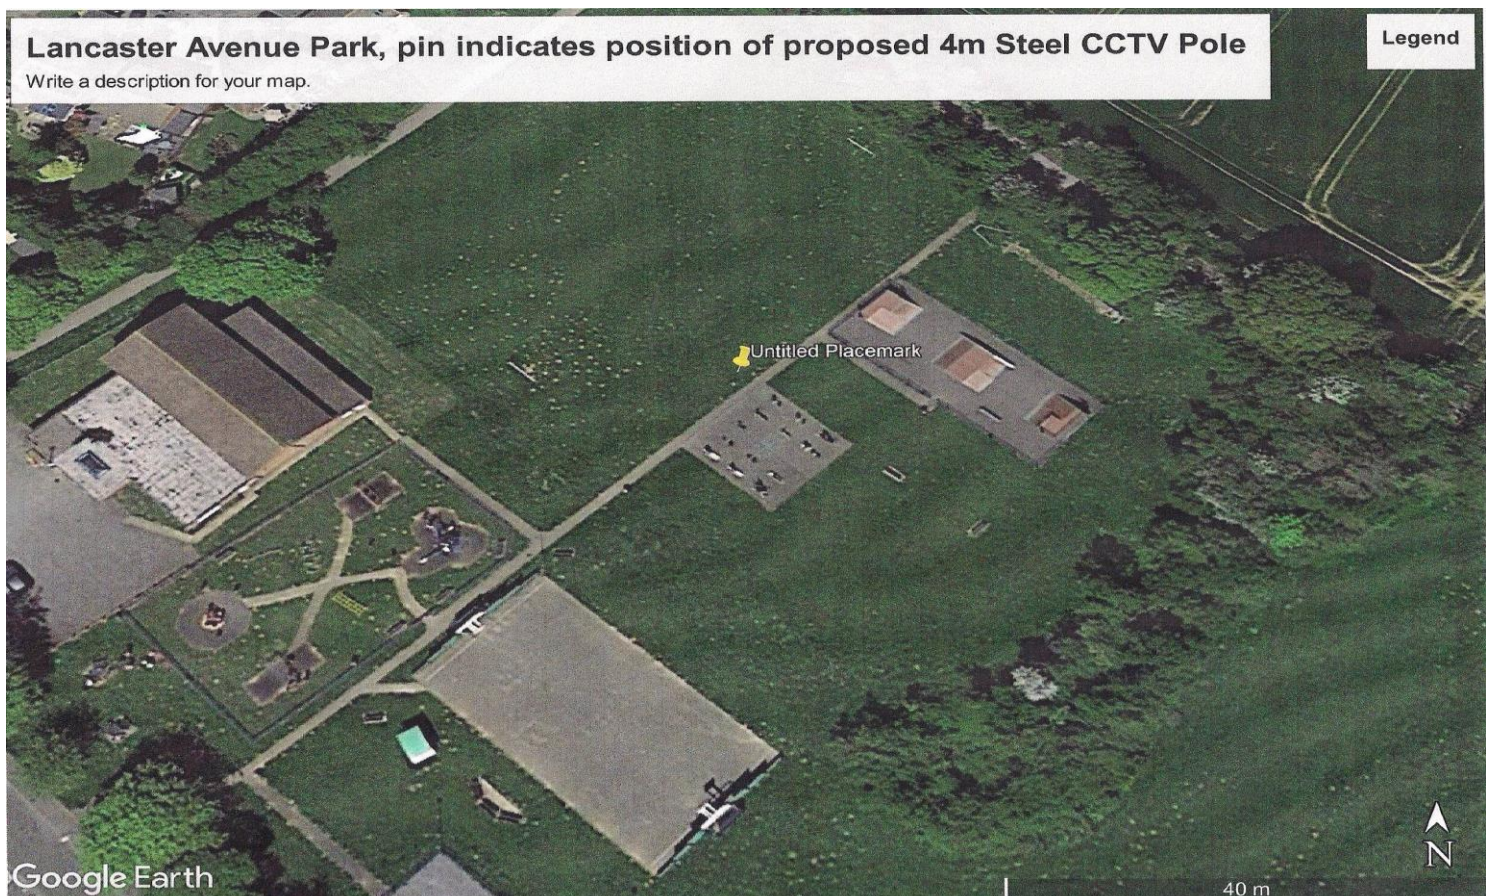 Lancaster Avenue Park, pin indicates position of proposed 4m Steel CCTV Pole
Write a description for your map.
Legend
Untitled Placemark
Google Earth
N
40 m